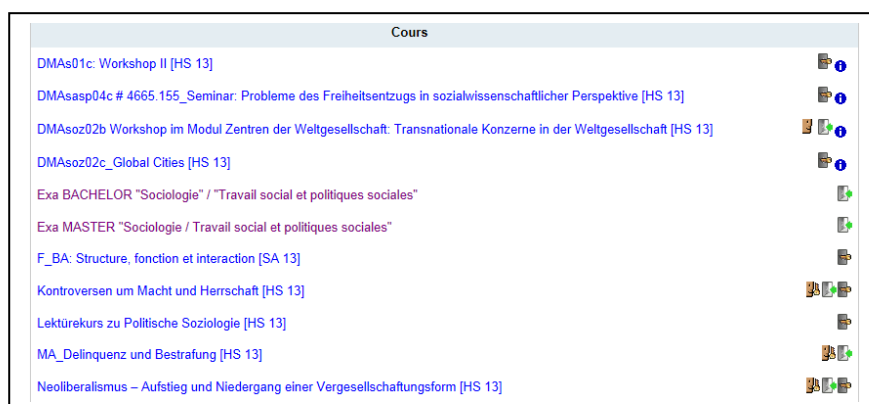 Cours
DMAs01c: Workshop II [HS 13]
DMAsasp04c # 4665.155_Seminar: Probleme des Freiheitsentzugs in sozialwissenschaftlicher Perspektive [HS 13]
DMAsoz02b Workshop im Modul Zentren der Weltgesellschaft: Transnationale Konzerne in der Weltgesellschaft [HS 13]
DMAsoz02c_Global Cities [HS 13]
Exa BACHELOR "Sociologie" / "Travail social et politiques sociales"
Exa MASTER "Sociologie / Travail social et politiques sociales"
F_BA: Structure, fonction et interaction [SA 13]
Kontroversen um Macht und Herrschaft [HS 13]
Lektürekurs zu Politische Soziologie [HS 13]
MA_Delinquenz und Bestrafung [HS 13]
Neoliberalismus – Aufstieg und Niedergang einer Vergesellschaftungsform [HS 13]